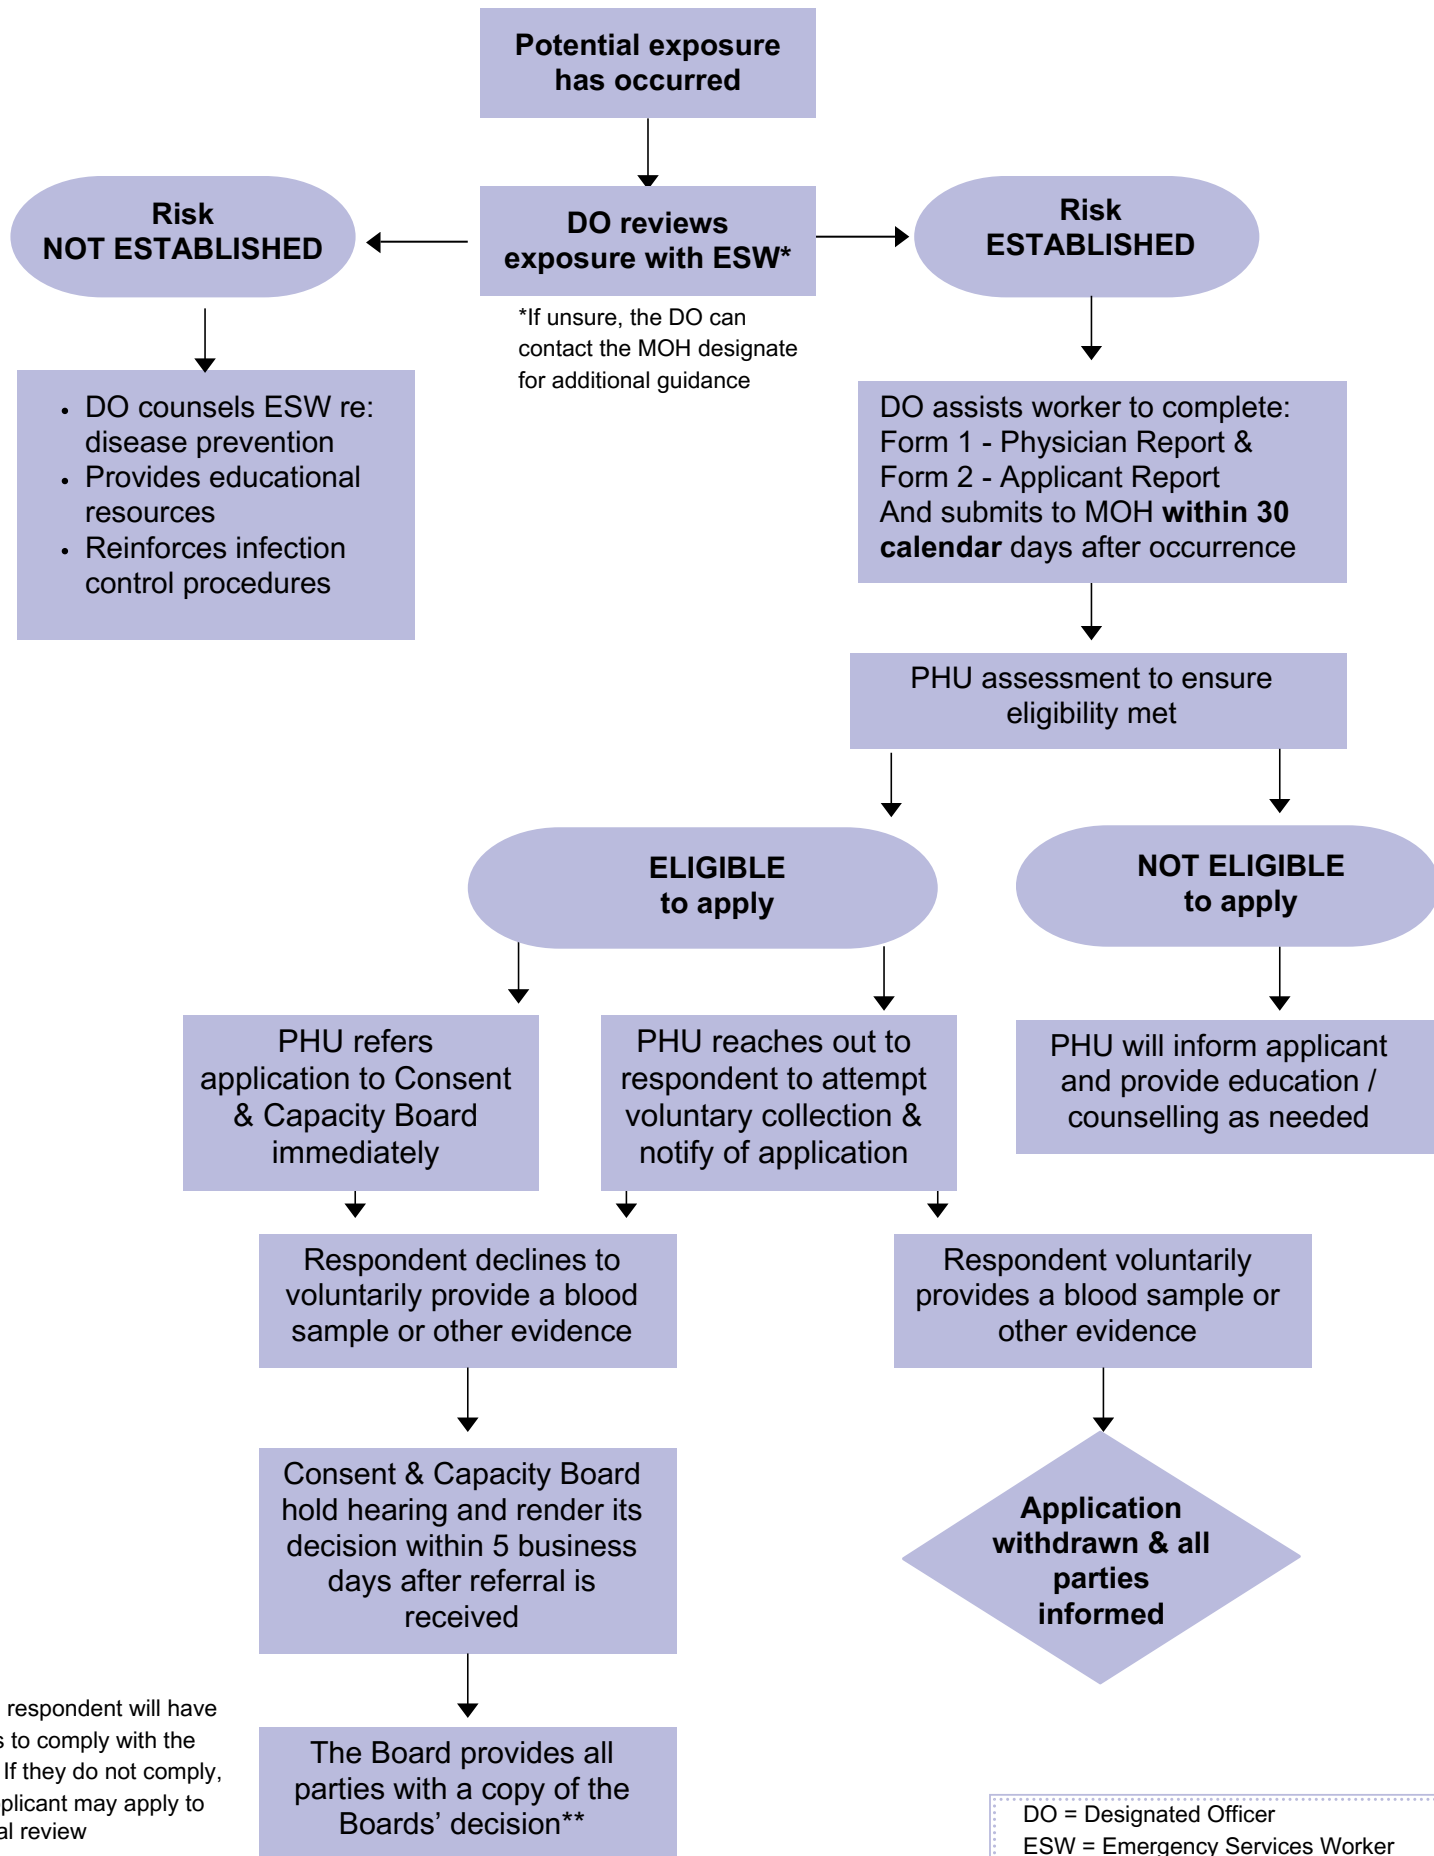 Potential exposure
has occurred
Risk
NOT ESTABLISHED
DO reviews
exposure with ESW*
Risk
ESTABLISHED
*If unsure, the DO can
contact the MOH designate
for additional guidance
• DO counsels ESW re:
disease prevention
• Provides educational
resources
• Reinforces infection
control procedures
DO assists worker to complete:
Form 1 - Physician Report &
Form 2 - Applicant Report
And submits to MOH within 30
calendar days after occurrence
PHU assessment to ensure
eligibility met
ELIGIBLE
to apply
NOT ELIGIBLE
to apply
PHU refers
application to Consent
& Capacity Board
immediately
PHU reaches out to
respondent to attempt
voluntary collection &
notify of application
PHU will inform applicant
and provide education /
counselling as needed
Respondent declines to
voluntarily provide a blood
sample or other evidence
Respondent voluntarily
provides a blood sample or
other evidence
Consent & Capacity Board
hold hearing and render its
decision within 5 business
days after referral is
received
Application
withdrawn & all
parties
informed
respondent will have
to comply with the
If they do not comply,
may apply to
review
The Board provides all
parties with a copy of the
Boards’ decision**
DO = Designated Officer
ESW = Emergency Services Worker